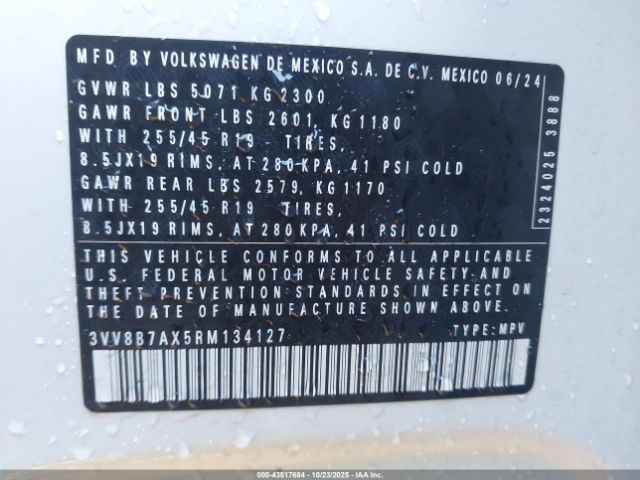 MFD BY VOLKSWAGEN DE MEXICO S.A. DE C.V. MEXICO 06/24
GVWR LBS 5071 KG 2300
GAWR FRONT LBS 2601, KG 1180
WITH 255/45 R19 TIRES,
8.5JX19 RIMS, AT 280 KPA, 41 PSI COLD
GAWR REAR LBS 2579, KG 1170
WITH 255/45 R19 TIRES,
8.5JX19 RIMS, AT 280 KPA, 41 PSI COLD
2324025 3888
THIS VEHICLE CONFORMS TO ALL APPLICABLE
U.S. FEDERAL MOTOR VEHICLE SAFETY AND
THEFT PREVENTION STANDARDS IN EFFECT ON
THE DATE OF MANUFACTURE SHOWN ABOVE.
3VV8B7AX5RM134127 TYPE: MPV
000-43517684 | 10/23/2025 | IAAI.COM